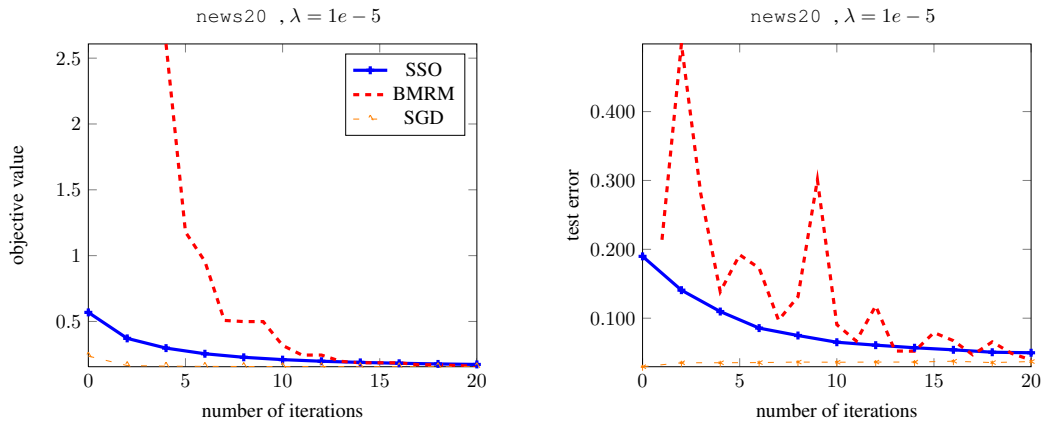 news20 , λ = 1e − 5
objective value
2.5
2
1.5
1
0.5
0
5
10
15
20
number of iterations
SSO
BMRM
SGD
news20 , λ = 1e − 5
test error
0.400
0.300
0.200
0.100
0
5
10
15
20
number of iterations